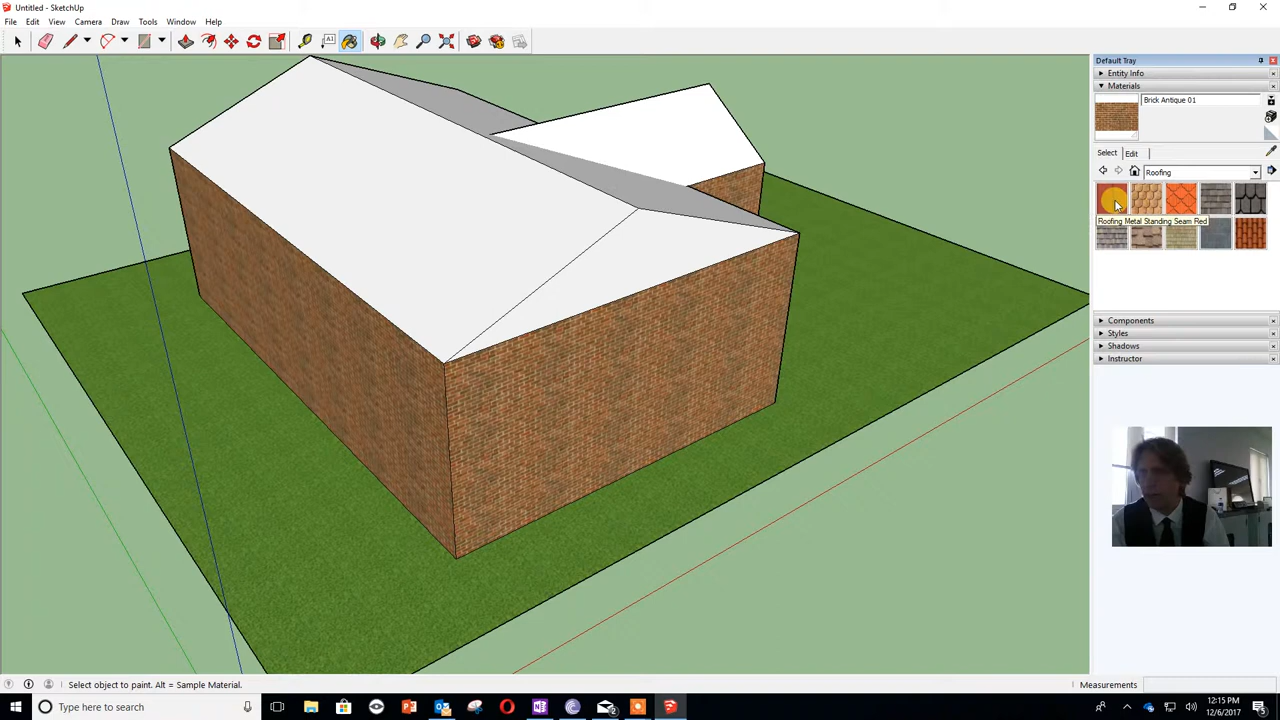 Untitled - SketchUp
File Edit View Camera Draw Tools Window Help
Default Tray
Entity Info
Materials
Brick Antique 01
Select Edit
Roofing
Roofing Metal Standing Seam Red
Components
Styles
Shadows
Instructor
Select object to paint. Alt = Sample Material.
Measurements
Type here to search
12:15 PM
12/6/2017